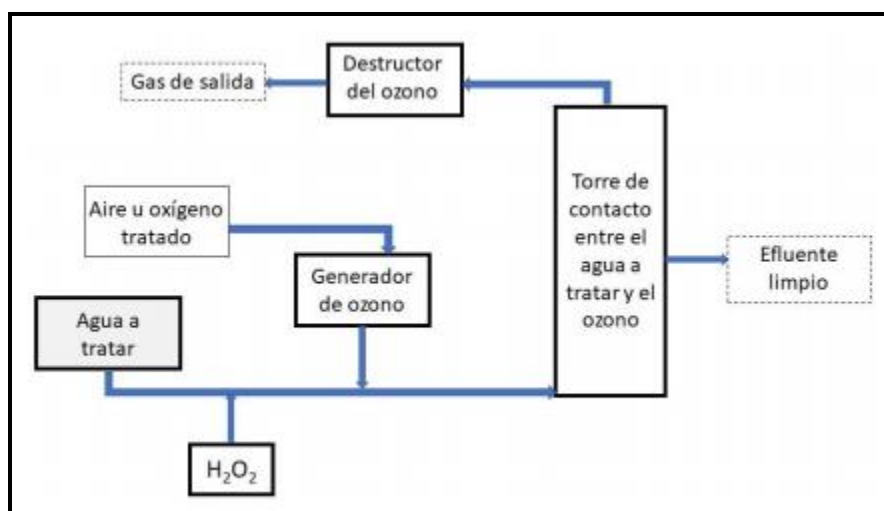 Destructor
del ozono
Gas de salida
Torre de
contacto
entre el
agua a
tratar y el
ozono
Aire u oxígeno
tratado
Efluente
limpio
Generador
de ozono
Agua a
tratar
H₂O₂